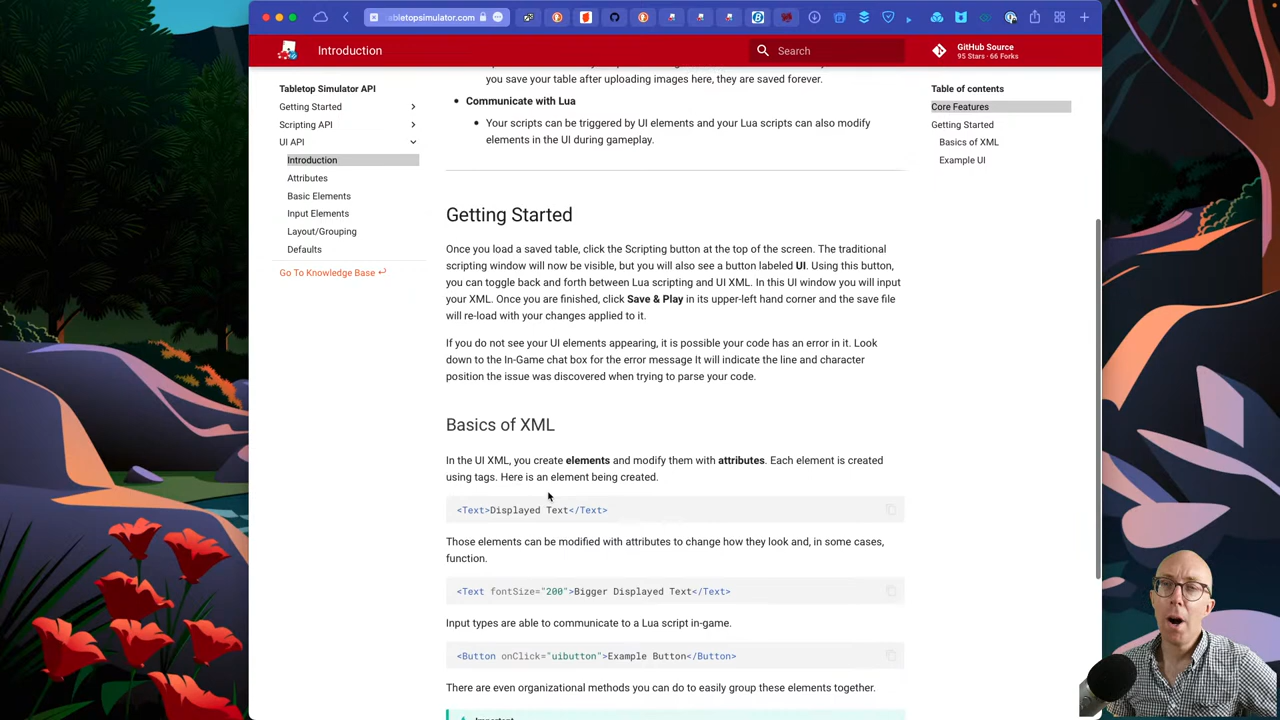 abletopsimulator.com
Introduction
Search
GitHub Source
95 Stars · 66 Forks
Tabletop Simulator API
Getting Started
Scripting API
UI API
Introduction
Attributes
Basic Elements
Input Elements
Layout/Grouping
Defaults
Go To Knowledge Base
you save your table after uploading images here, they are saved forever.
Communicate with Lua
Your scripts can be triggered by UI elements and your Lua scripts can also modify
elements in the UI during gameplay.
Getting Started
Once you load a saved table, click the Scripting button at the top of the screen. The traditional
scripting window will now be visible, but you will also see a button labeled UI. Using this button,
you can toggle back and forth between Lua scripting and UI XML. In this UI window you will input
your XML. Once you are finished, click Save & Play in its upper-left hand corner and the save file
will re-load with your changes applied to it.
If you do not see your UI elements appearing, it is possible your code has an error in it. Look
down to the In-Game chat box for the error message It will indicate the line and character
position the issue was discovered when trying to parse your code.
Basics of XML
In the UI XML, you create elements and modify them with attributes. Each element is created
using tags. Here is an element being created.
<Text>Displayed Text</Text>
Those elements can be modified with attributes to change how they look and, in some cases,
function.
<Text fontSize="200">Bigger Displayed Text</Text>
Input types are able to communicate to a Lua script in-game.
<Button onClick="uibutton">Example Button</Button>
There are even organizational methods you can do to easily group these elements together.
Important
Table of contents
Core Features
Getting Started
Basics of XML
Example UI